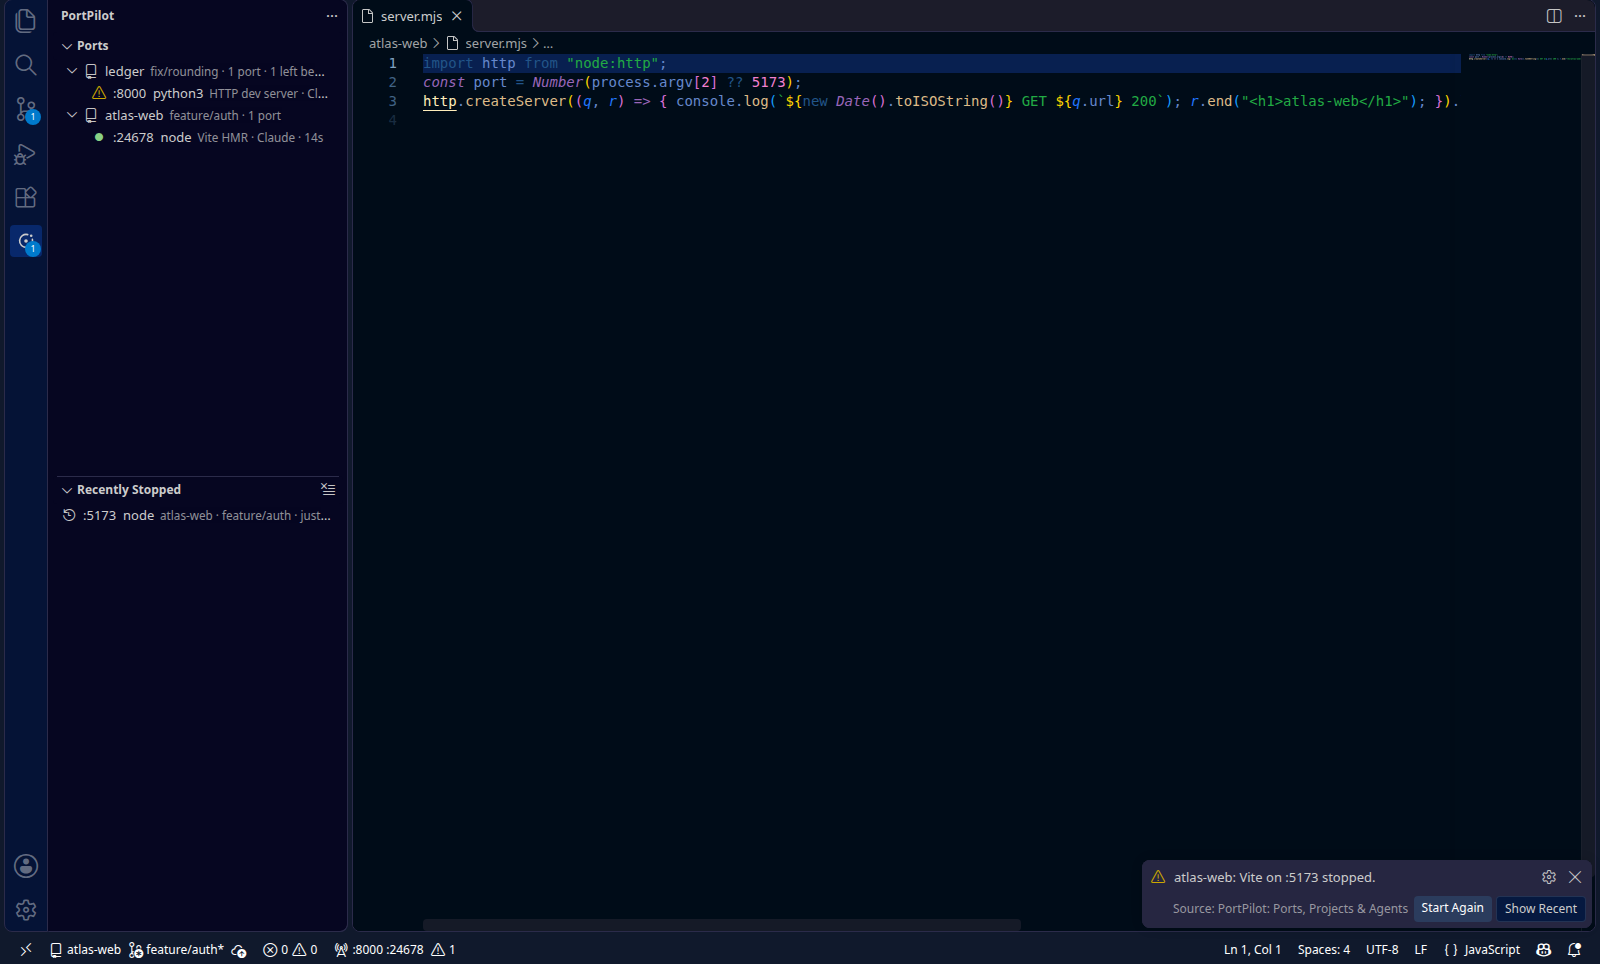 PortPilot
Ports
ledger fix/rounding · 1 port · 1 left be...
:8000 python3 HTTP dev server · Cl...
atlas-web feature/auth · 1 port
:24678 node Vite HMR · Claude · 14s
Recently Stopped
:5173 node atlas-web · feature/auth · just...
1
1
server.mjs
atlas-web > server.mjs > ...
1 import http from "node:http";
2 const port = Number(process.argv[2] ?? 5173);
3 http.createServer((q, r) => { console.log(`${new Date().toISOString()} GET ${q.url} 200`); r.end("<h1>atlas-web</h1>"); }).
4
atlas-web: Vite on :5173 stopped.
Source: PortPilot: Ports, Projects & Agents Start Again Show Recent
atlas-web feature/auth* 0 0 :8000 :24678 1 Ln 1, Col 1 Spaces: 4 UTF-8 LF { } JavaScript